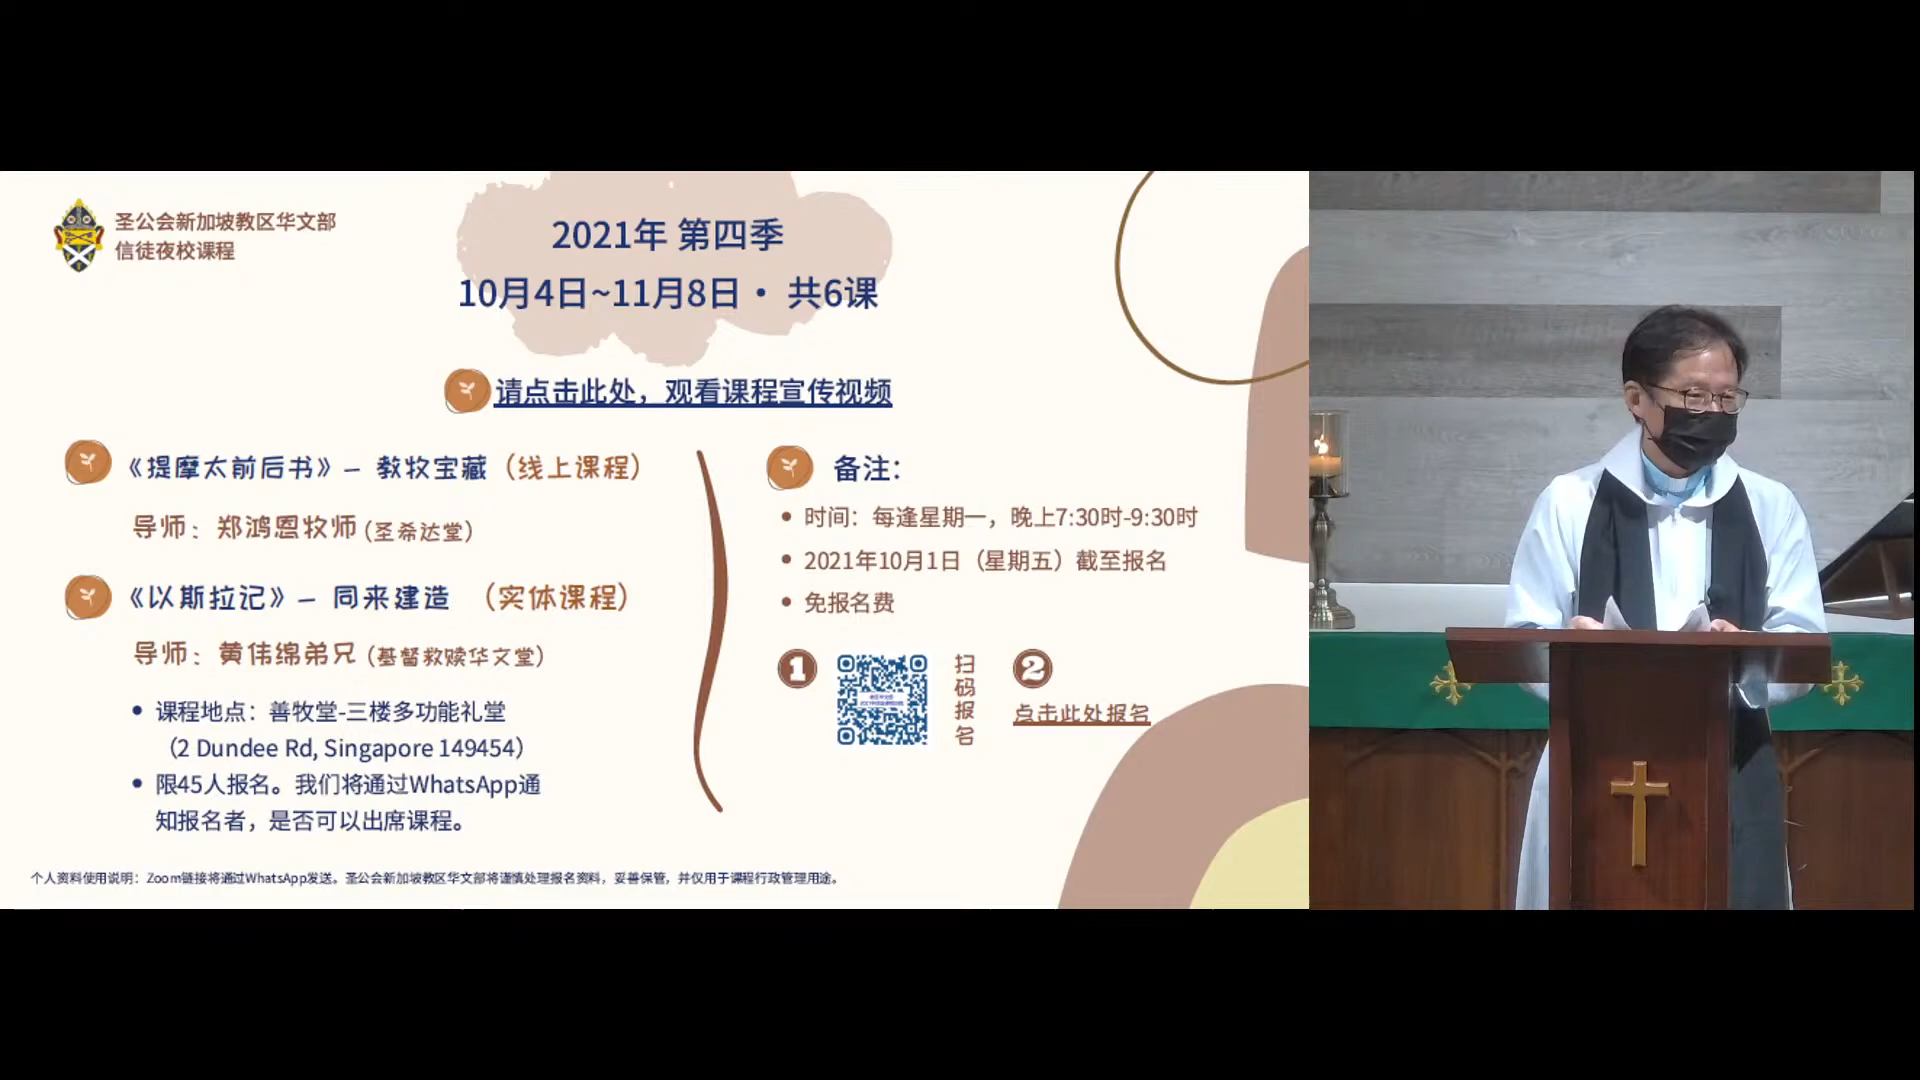 圣公会新加坡教区华文部
信徒夜校课程
2021年 第四季
10月4日~11月8日· 共6课
请点击此处，观看课程宣传视频
《提摩太前后书》– 教牧宝藏（线上课程）
导师：郑鸿恩牧师 (圣希达堂)
《以斯拉记》– 同来建造 （实体课程）
导师：黄伟绵弟兄 (基督救赎华文堂)
• 课程地点：善牧堂-三楼多功能礼堂
（2 Dundee Rd, Singapore 149454）
• 限45人报名。我们将通过WhatsApp通
知报名者，是否可以出席课程。
备注：
• 时间：每逢星期一，晚上7:30时-9:30时
• 2021年10月1日（星期五）截至报名
• 免报名费
1
扫码报名
2
点击此处报名
个人资料使用说明：Zoom链接将通过WhatsApp发送。圣公会新加坡教区华文部将谨慎处理报名资料，妥善保管，并仅用于课程行政管理用途。